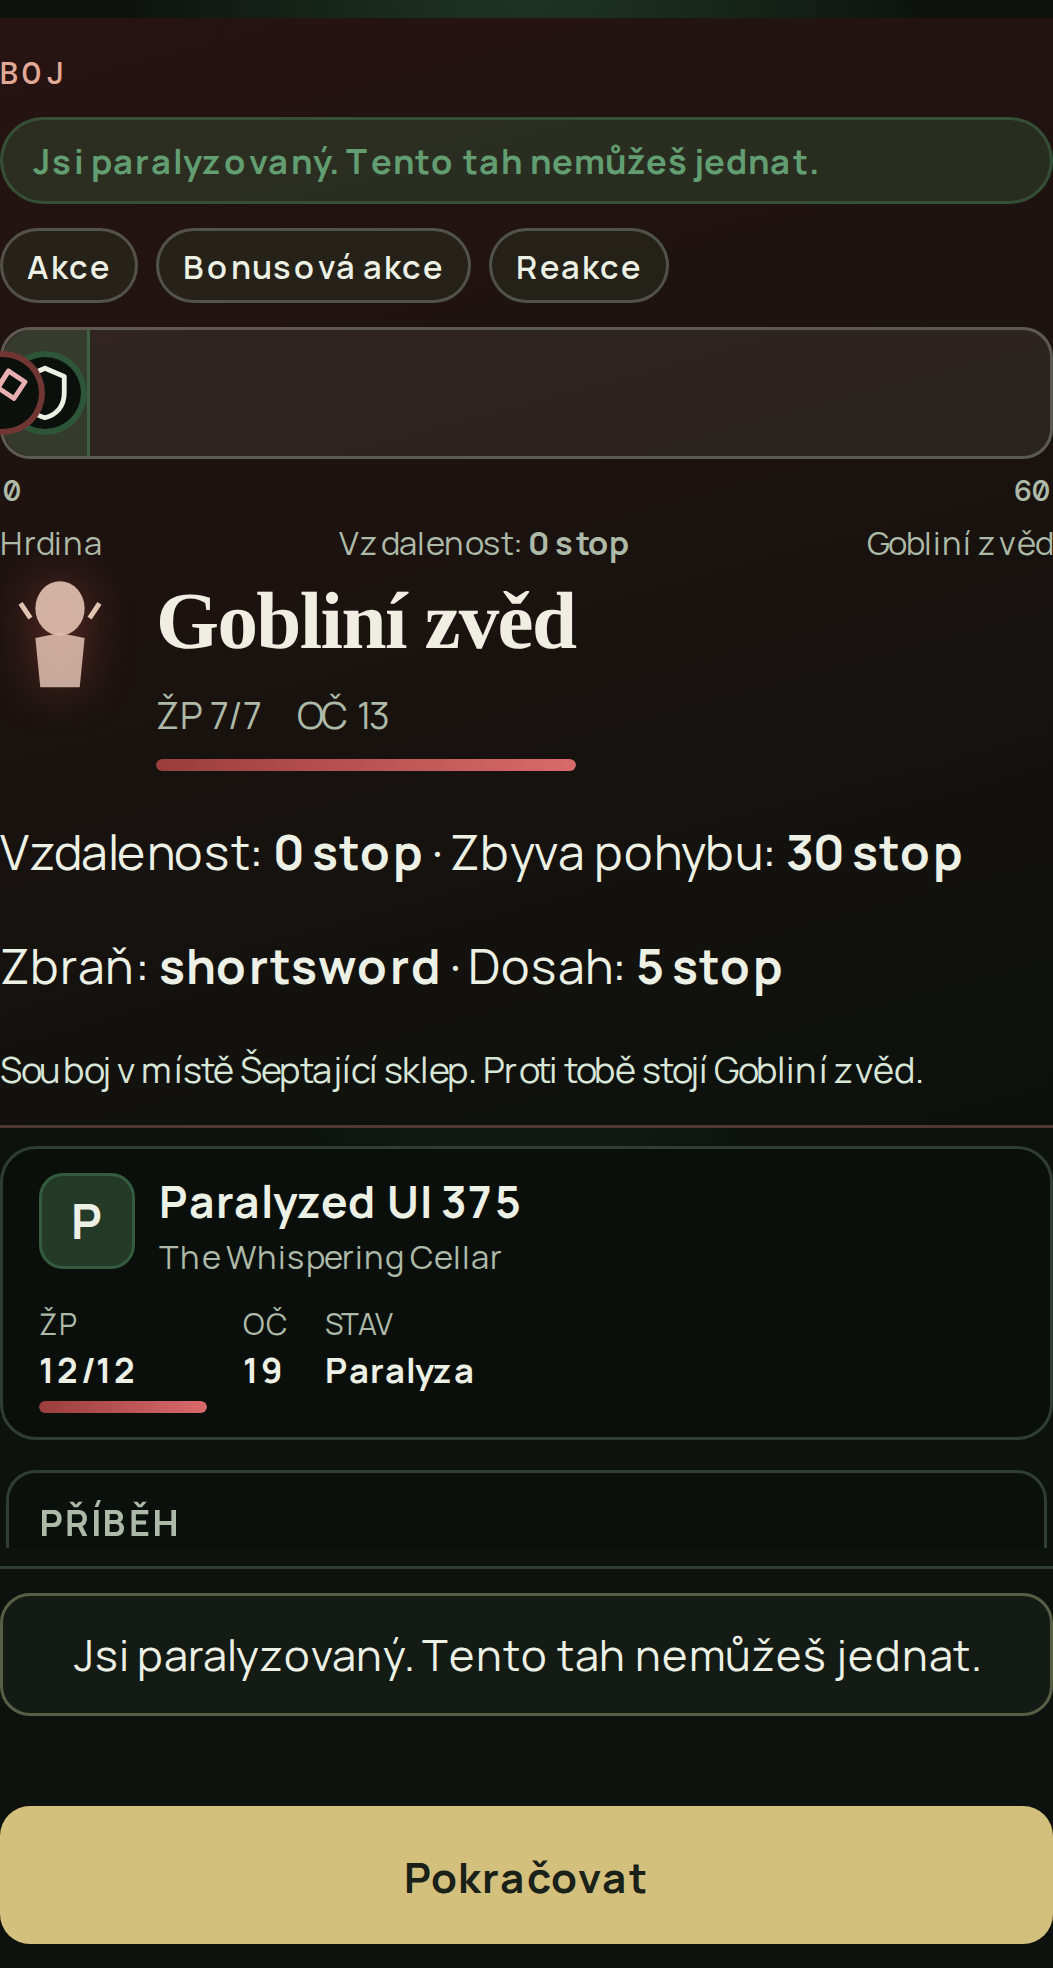 BOJ
Jsi paralyzovaný. Tento tah nemůžeš jednat.
Akce
Bonusová akce
Reakce
0
60
Hrdina
Vzdalenost: 0 stop
Gobliní zvěd
Gobliní zvěd
ŽP 7/7 OČ 13
Vzdalenost: 0 stop · Zbyva pohybu: 30 stop
Zbraň: shortsword · Dosah: 5 stop
Souboj v místě Šeptající sklep. Proti tobě stojí Gobliní zvěd.
P
Paralyzed UI 375
The Whispering Cellar
ŽP OČ STAV
12/12 19 Paralyza
PŘÍBĚH
Jsi paralyzovaný. Tento tah nemůžeš jednat.
Pokračovat